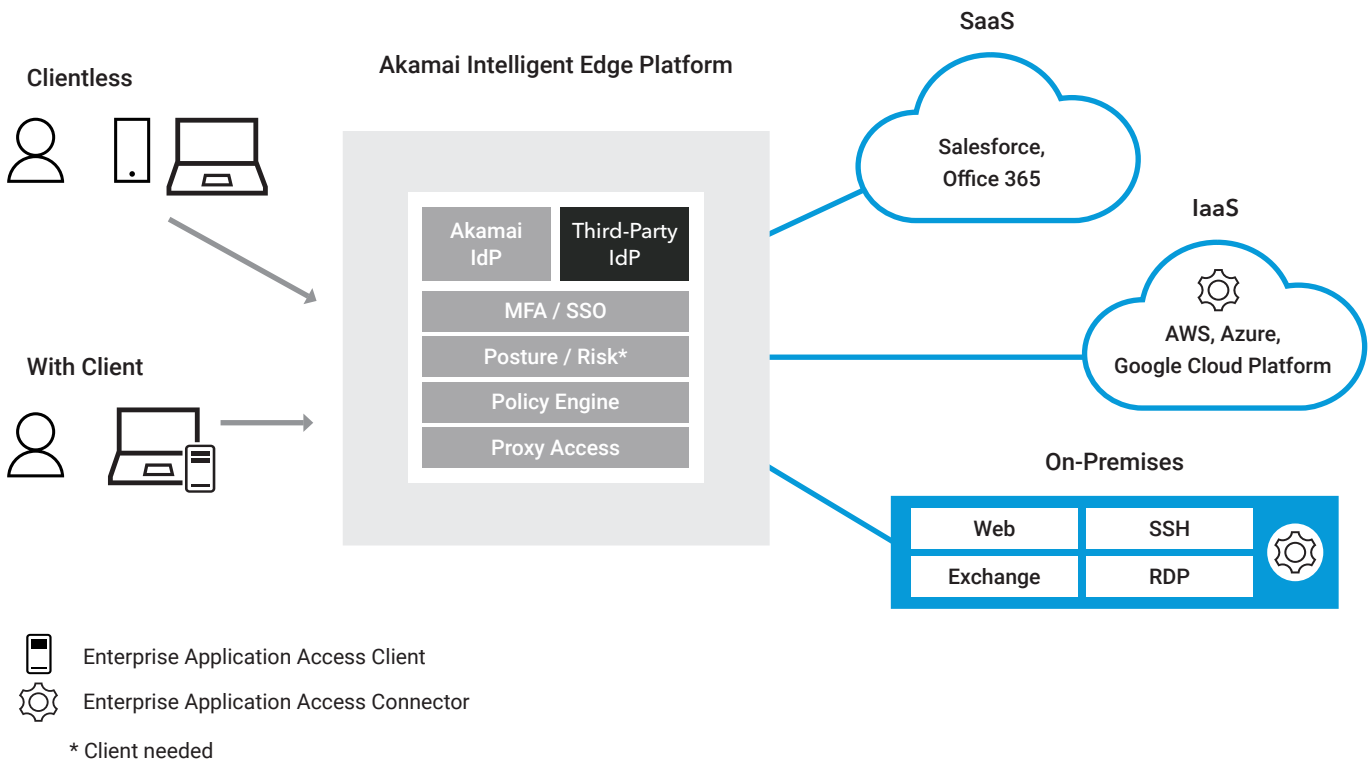 SaaS
Akamai Intelligent Edge Platform
Clientless
Salesforce,
Office 365
IaaS
Akamai
IdP
Third-Party
IdP
MFA / SSO
AWS, Azure,
Google Cloud Platform
Posture / Risk*
With Client
Policy Engine
Proxy Access
On-Premises
Web
SSH
Exchange
RDP
Enterprise Application Access Client
Enterprise Application Access Connector
* Client needed